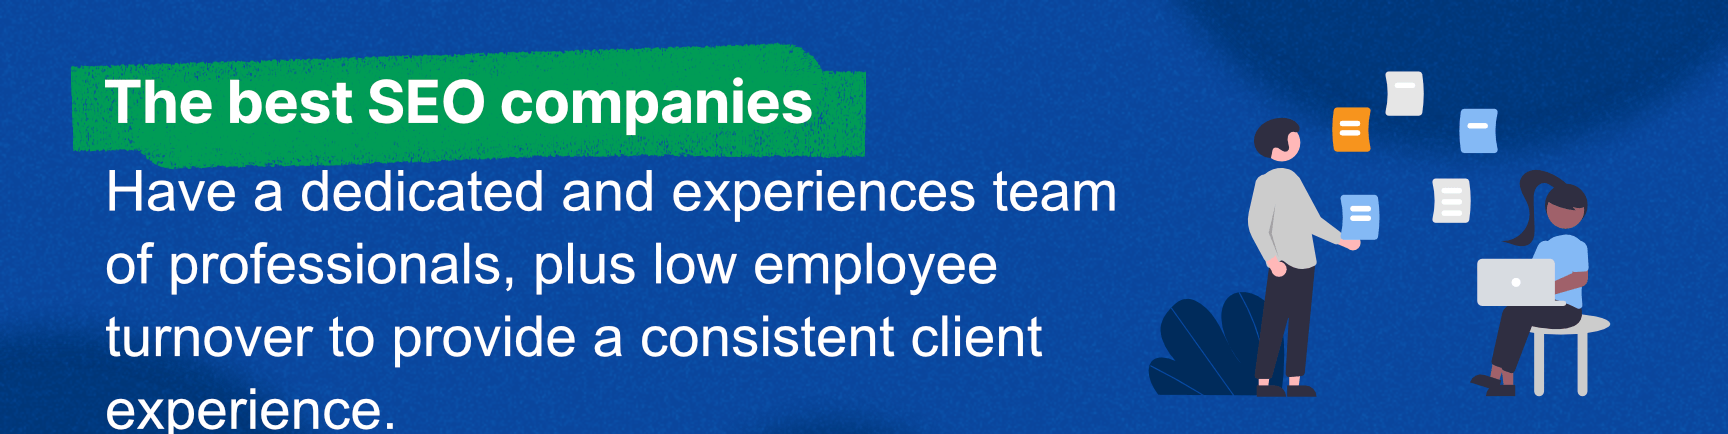 The best SEO companies
Have a dedicated and experiences team
of professionals, plus low employee
turnover to provide a consistent client
experience.